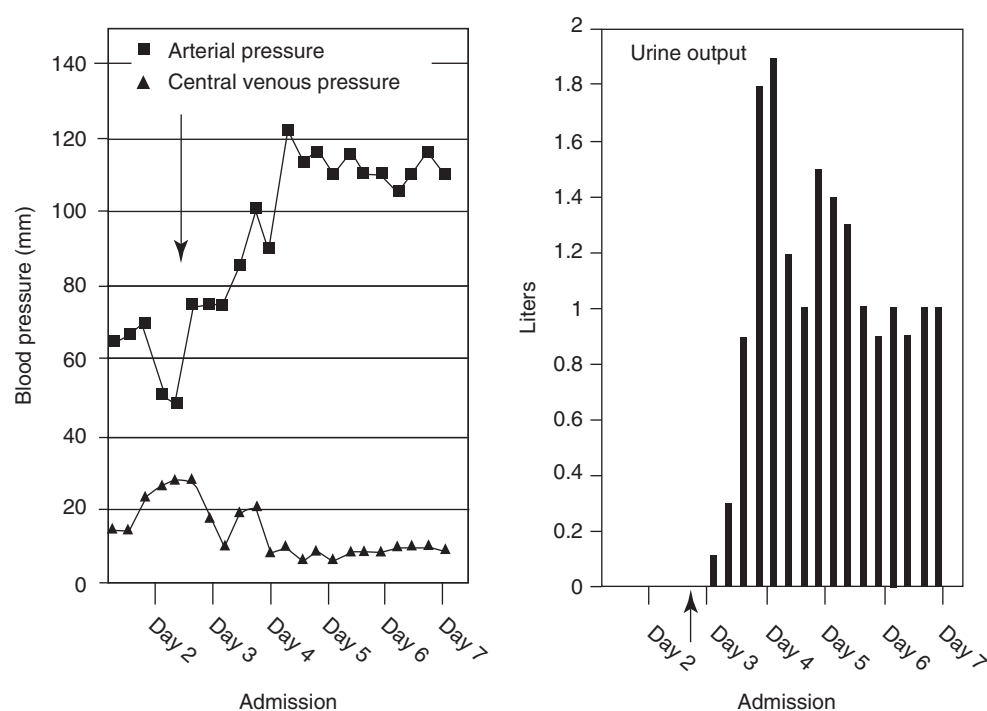 Arterial pressure
Central venous pressure
140
120
100
80
60
40
20
0
Blood pressure (mm)
Day 2
Day 3
Day 4
Day 5
Day 6
Day 7
Admission
Urine output
2
1.8
1.6
1.4
1.2
1
0.8
0.6
0.4
0.2
0
Liters
Day 2
Day 3
Day 4
Day 5
Day 6
Day 7
Admission